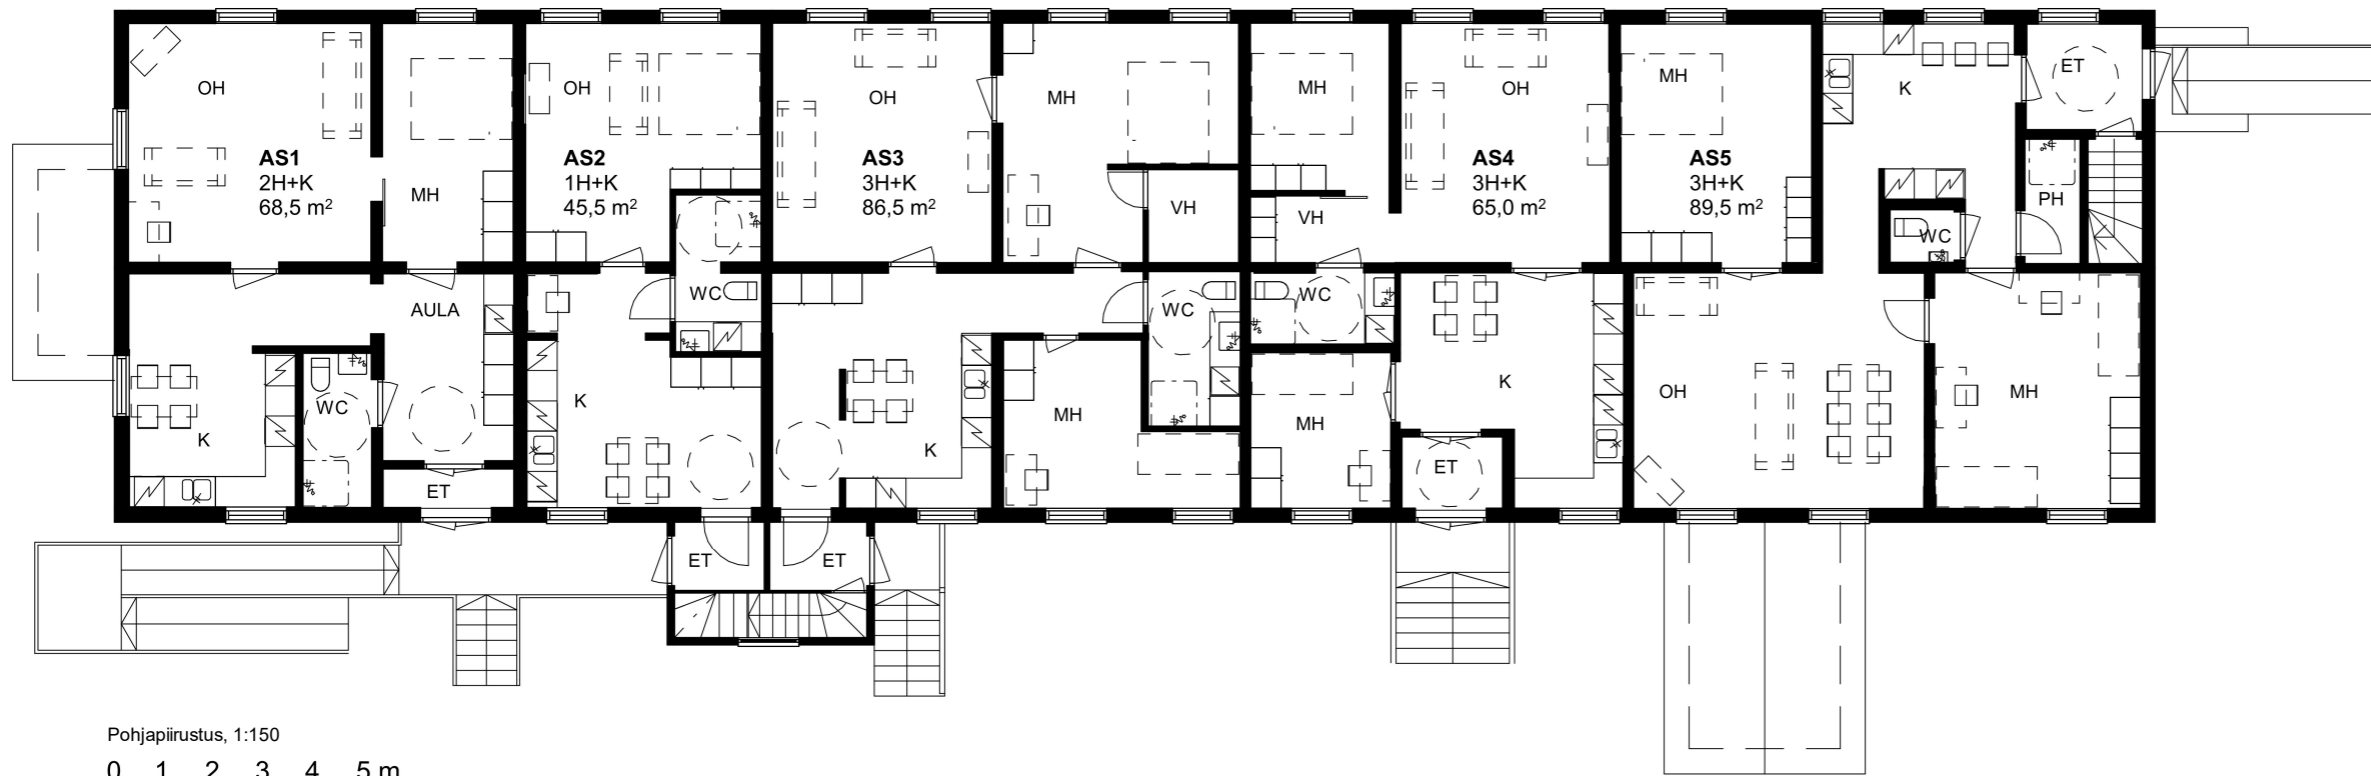 OH
MH
AS1
2H+K
68,5 m²
AULA
K
WC
ET
OH
AS2
1H+K
45,5 m²
WC
K
ET
OH
AS3
3H+K
86,5 m²
MH
VH
WC
K
MH
ET
MH
VH
OH
AS4
3H+K
65,0 m²
WC
MH
K
ET
MH
AS5
3H+K
89,5 m²
K
ET
PH
WC
OH
MH
Pohjapiirustus, 1:150
0 1 2 3 4 5 m